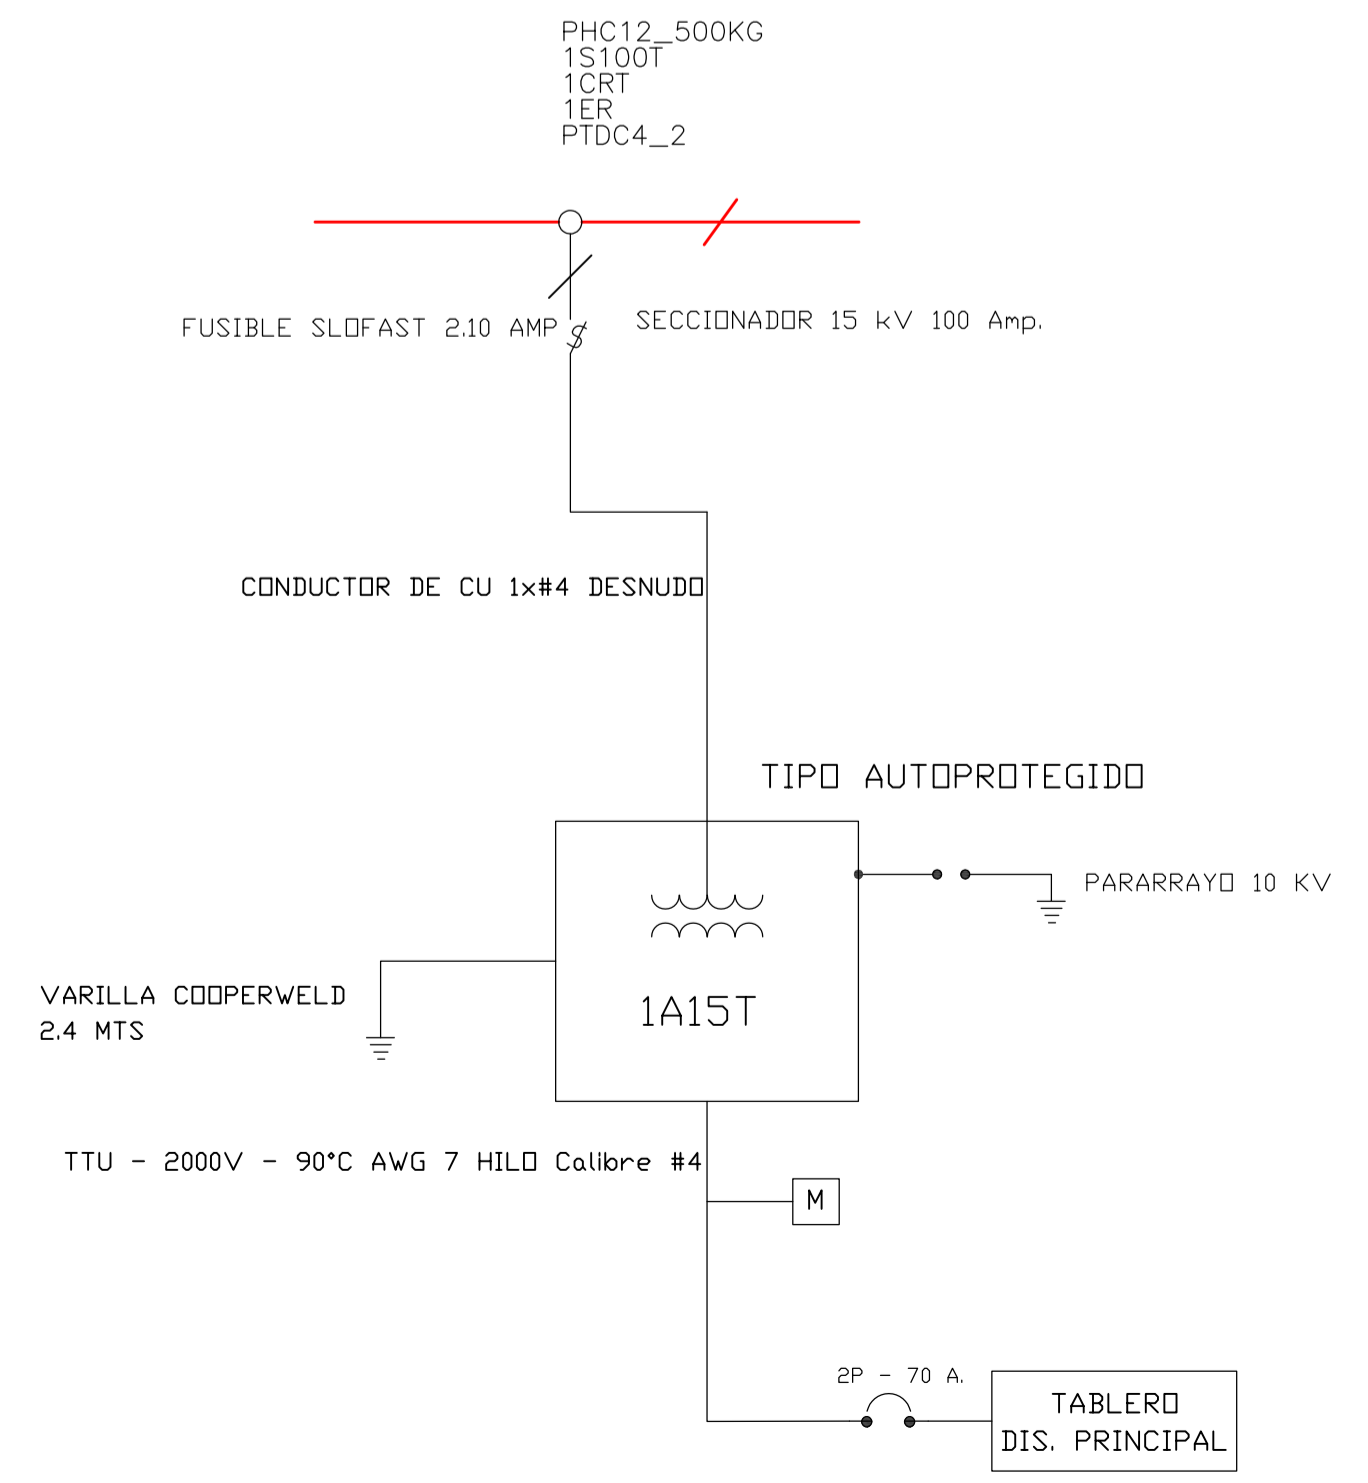 PHC12_500KG
1S100T
1CRT
1ER
PTDC4_2
FUSIBLE SLOFAST 2.10 AMP
SECCIONADOR 15 kV 100 Amp.
CONDUCTOR DE CU 1x#4 DESNUDO
TIPO AUTOPROTEGIDO
PARARRAYO 10 KV
VARILLA COOPERWELD
2.4 MTS
1A15T
TTU - 2000V - 90°C AWG 7 HILO Calibre #4
M
2P - 70 A.
TABLERO
DIS. PRINCIPAL